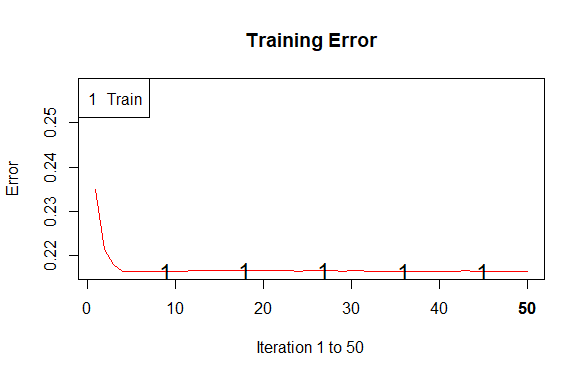 Training Error
1 Train
Error
0.25
0.24
0.23
0.22
1 1 1 1 1
0 10 20 30 40 50
Iteration 1 to 50